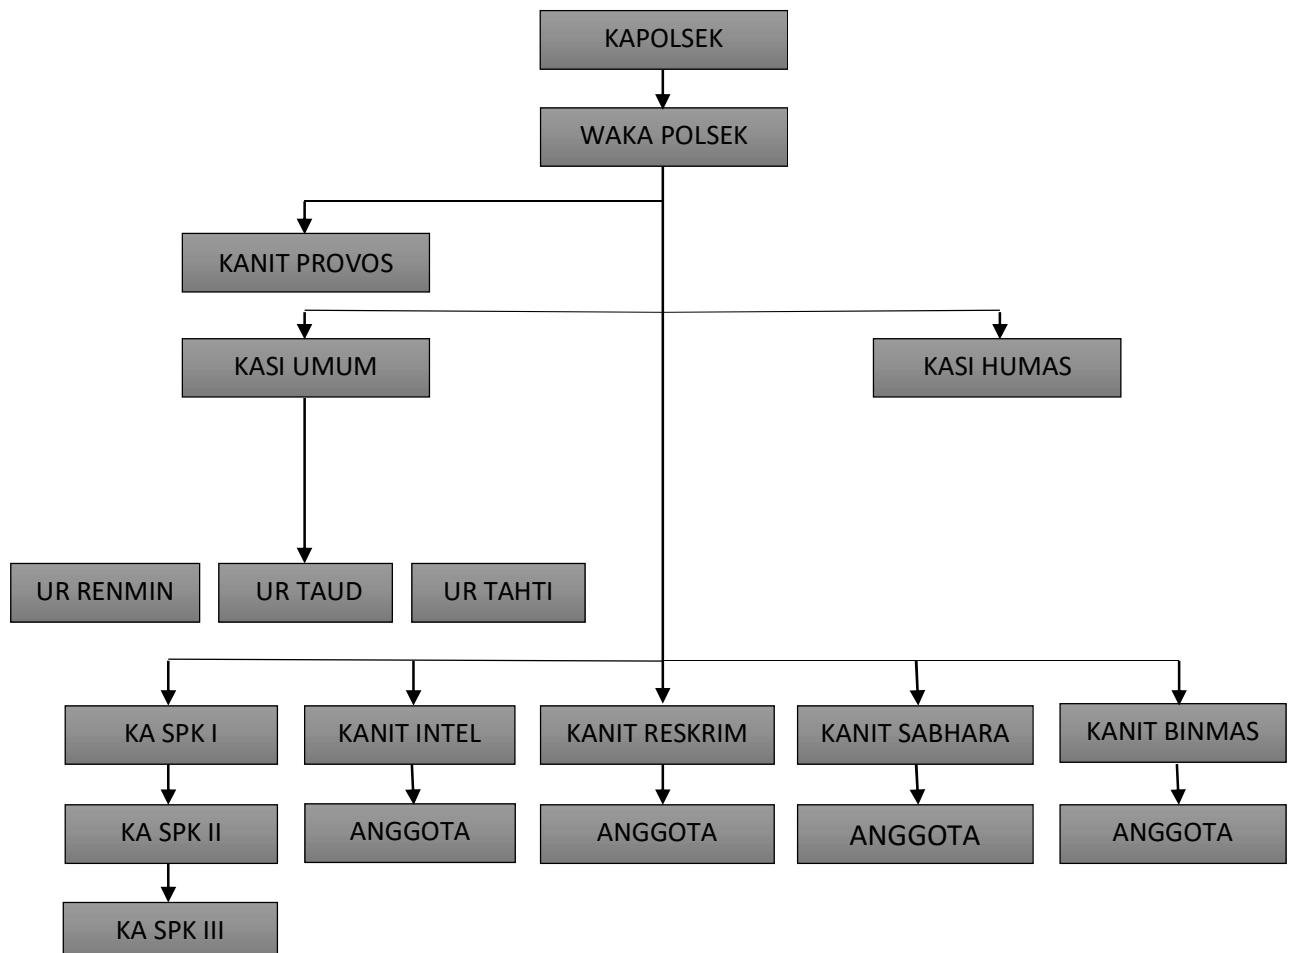 KAPOLSEK
WAKA POLSEK
KANIT PROVOS
KASI UMUM
KASI HUMAS
UR RENMIN
UR TAUD
UR TAHTI
KA SPK I
KANIT INTEL
KANIT RESKRIM
KANIT SABHARA
KANIT BINMAS
KA SPK II
ANGGOTA
ANGGOTA
ANGGOTA
ANGGOTA
KA SPK III